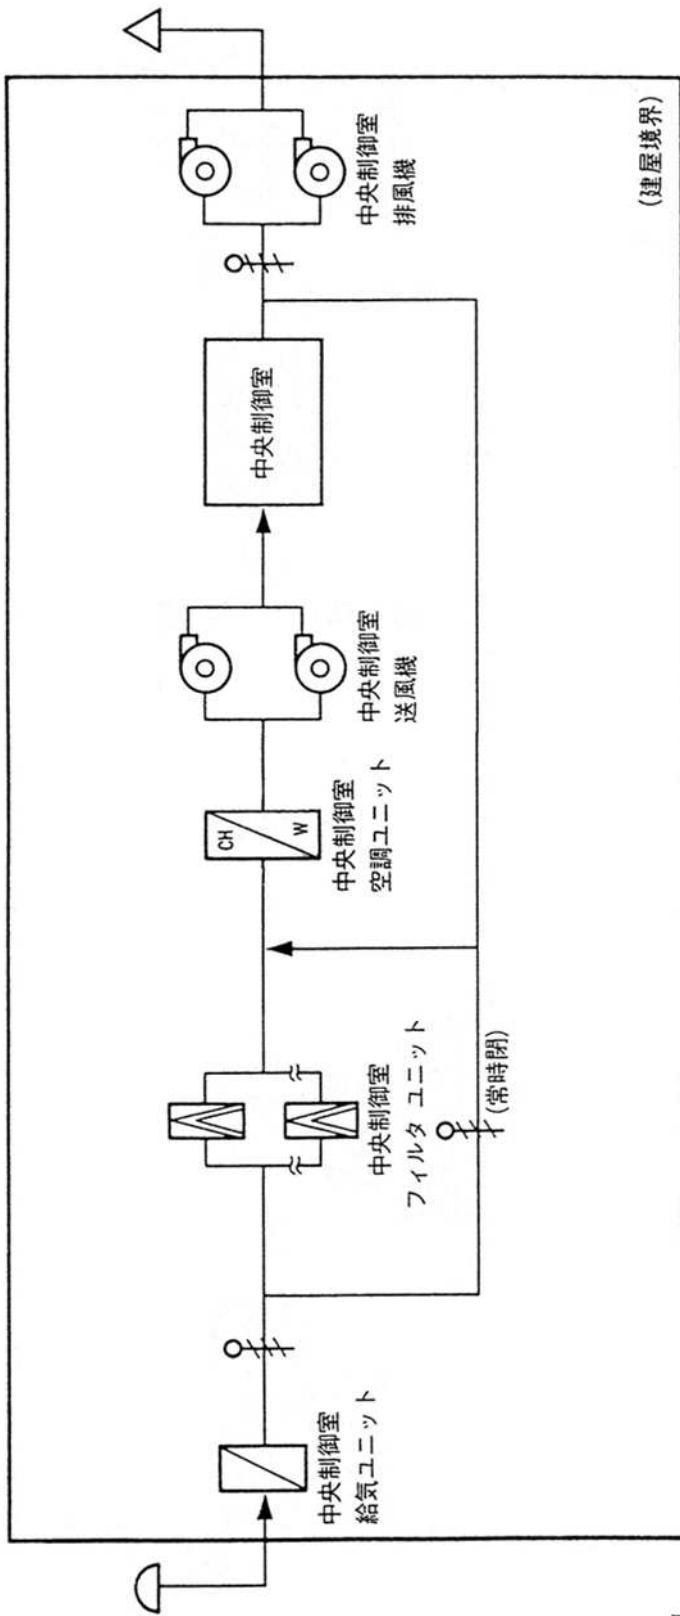 中央制御室
給気ユニット
中央制御室
フィルタ ユニット
(常時閉)
CH
W
中央制御室
空調ユニット
中央制御室
送風機
中央制御室
中央制御室
排風機
(建屋境界)